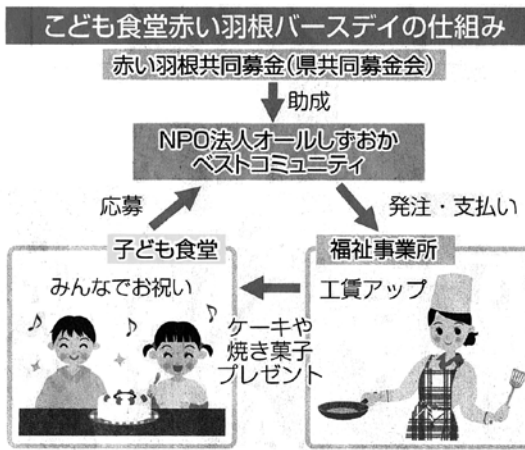 こども食堂赤い羽根バースデイの仕組み
赤い羽根共同募金(県共同募金会)
助成
NPO法人オールしずおか
ベストコミュニティ
応募
発注・支払い
子ども食堂
福祉事業所
みんなでお祝い
工賃アップ
ケーキや
焼き菓子
プレゼント